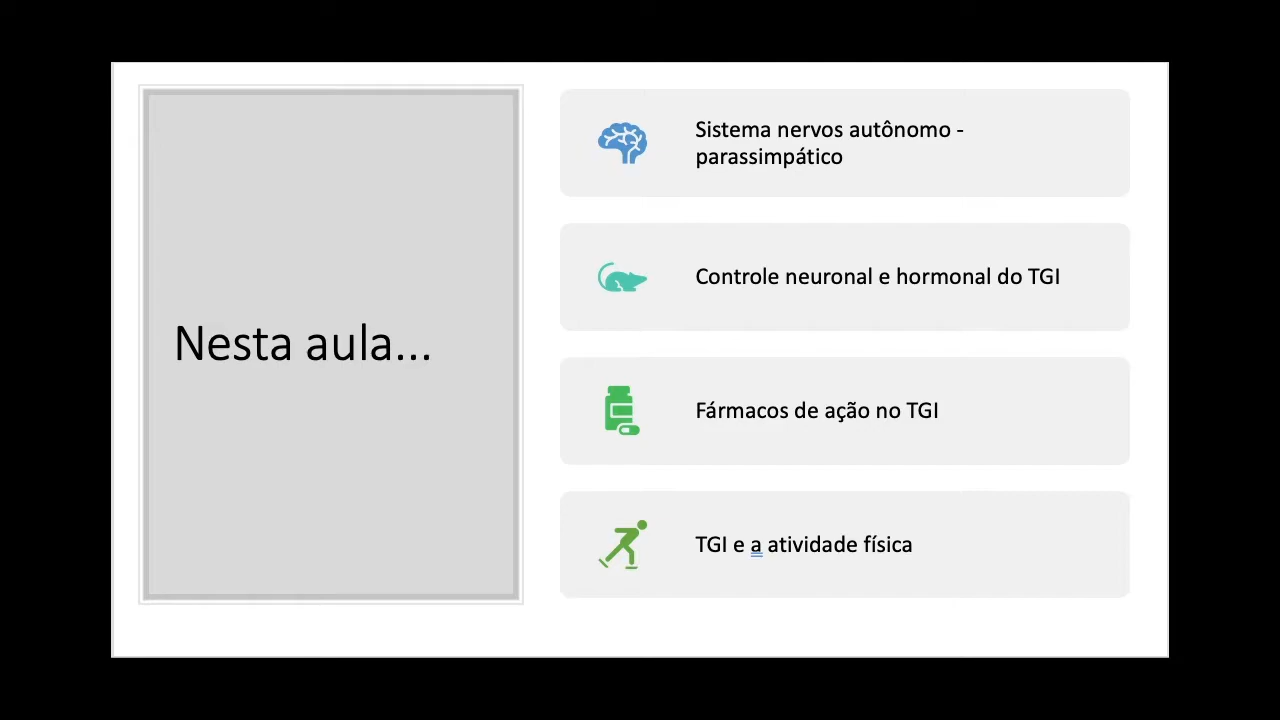 Nesta aula...
Sistema nervos autônomo -
parassimpático
Controle neuronal e hormonal do TGI
Fármacos de ação no TGI
TGI e a atividade física